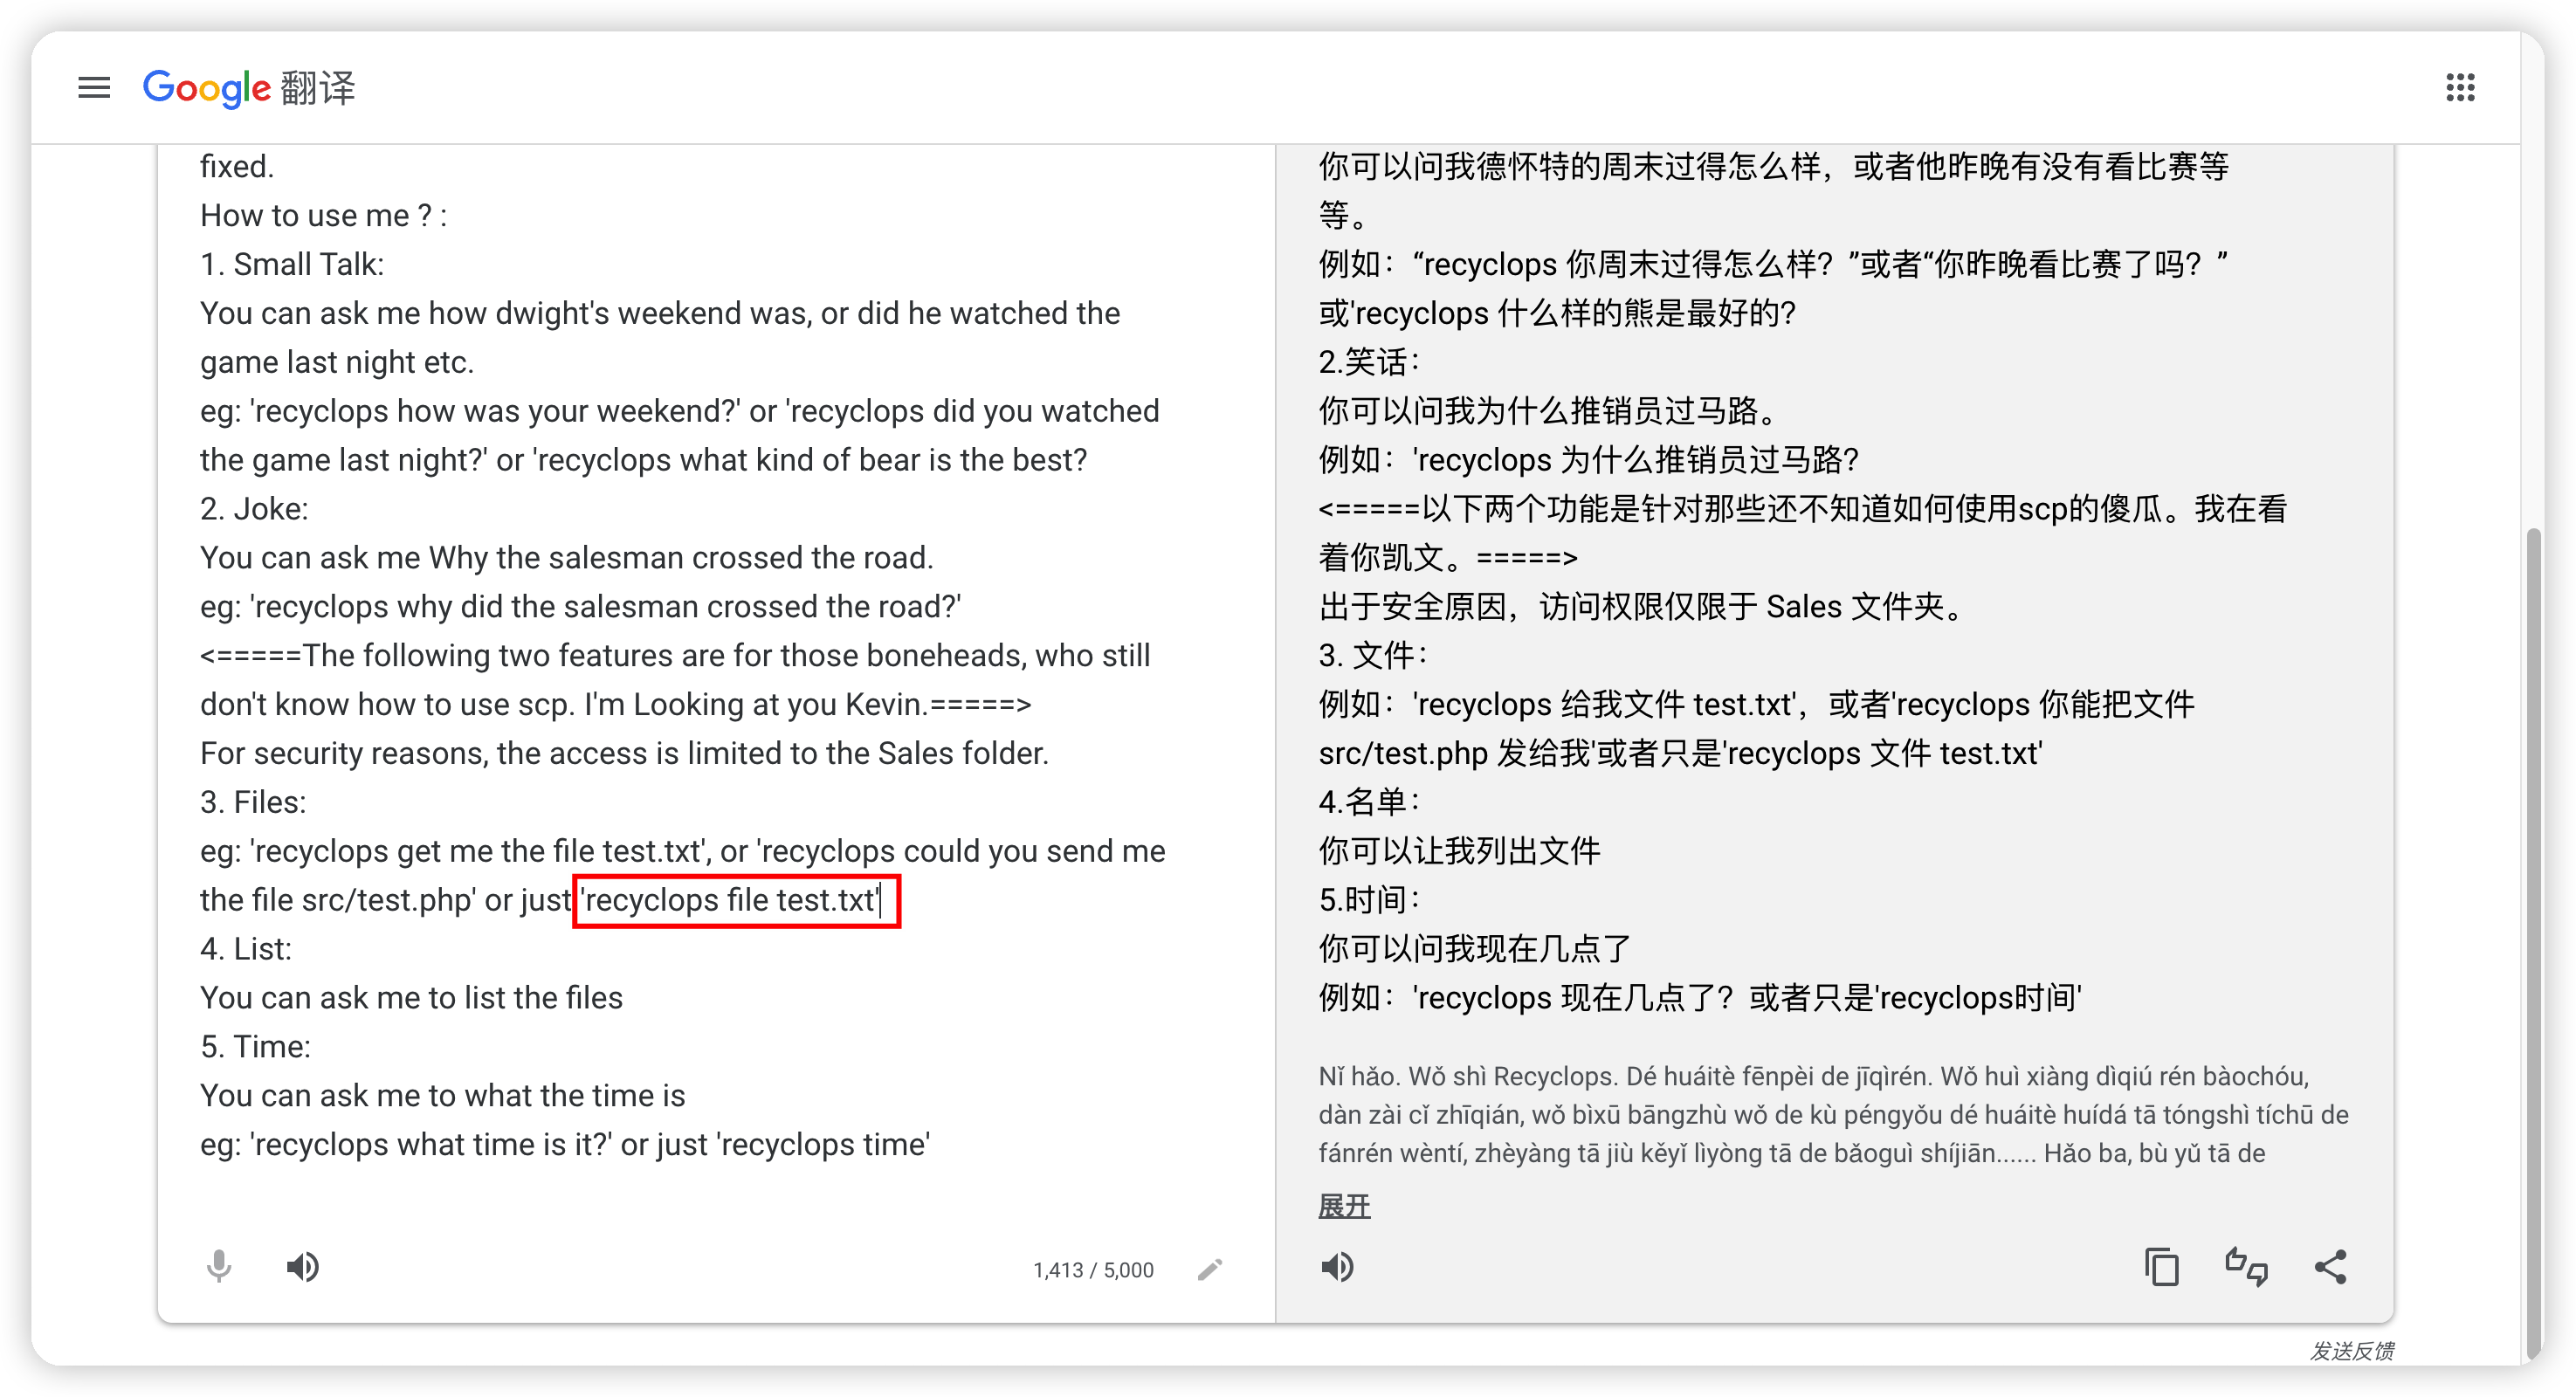 Google 翻译
fixed.
How to use me ? :
1. Small Talk:
You can ask me how dwight's weekend was, or did he watched the
game last night etc.
eg: 'recyclops how was your weekend?' or 'recyclops did you watched
the game last night?' or 'recyclops what kind of bear is the best?
2. Joke:
You can ask me Why the salesman crossed the road.
eg: 'recyclops why did the salesman crossed the road?'
<=====The following two features are for those boneheads, who still
don't know how to use scp. I'm Looking at you Kevin.=====>
For security reasons, the access is limited to the Sales folder.
3. Files:
eg: 'recyclops get me the file test.txt', or 'recyclops could you send me
the file src/test.php' or just 'recyclops file test.txt'
4. List:
You can ask me to list the files
5. Time:
You can ask me to what the time is
eg: 'recyclops what time is it?' or just 'recyclops time'
1,413 / 5,000
你可以问我德怀特的周末过得怎么样，或者他昨晚有没有看比赛等
等。
例如：“recyclops 你周末过得怎么样？”或者“你昨晚看比赛了吗？”
或'recyclops 什么样的熊是最好的?
2.笑话：
你可以问我为什么推销员过马路。
例如：'recyclops 为什么推销员过马路?
<=====以下两个功能是针对那些还不知道如何使用scp的傻瓜。我在看
着你凯文。=====>
出于安全原因，访问权限仅限于 Sales 文件夹。
3. 文件：
例如：'recyclops 给我文件 test.txt'，或者'recyclops 你能把文件
src/test.php 发给我'或者只是'recyclops 文件 test.txt'
4.名单：
你可以让我列出文件
5.时间：
你可以问我现在几点了
例如：'recyclops 现在几点了？或者只是'recyclops时间'
Nǐ hǎo. Wǒ shì Recyclops. Dé huáitè fēnpèi de jīqìrén. Wǒ huì xiàng dìqiú rén bàochóu,
dàn zài cǐ zhīqián, wǒ bìxū bāngzhù wǒ de kù péngyǒu dé huáitè huídá tā tóngshì tíchū de
fánrén wèntí, zhèyàng tā jiù kěyǐ lìyòng tā de bǎoguì shíjiān...... Hǎo ba, bù yǔ tā de
展开
发送反馈